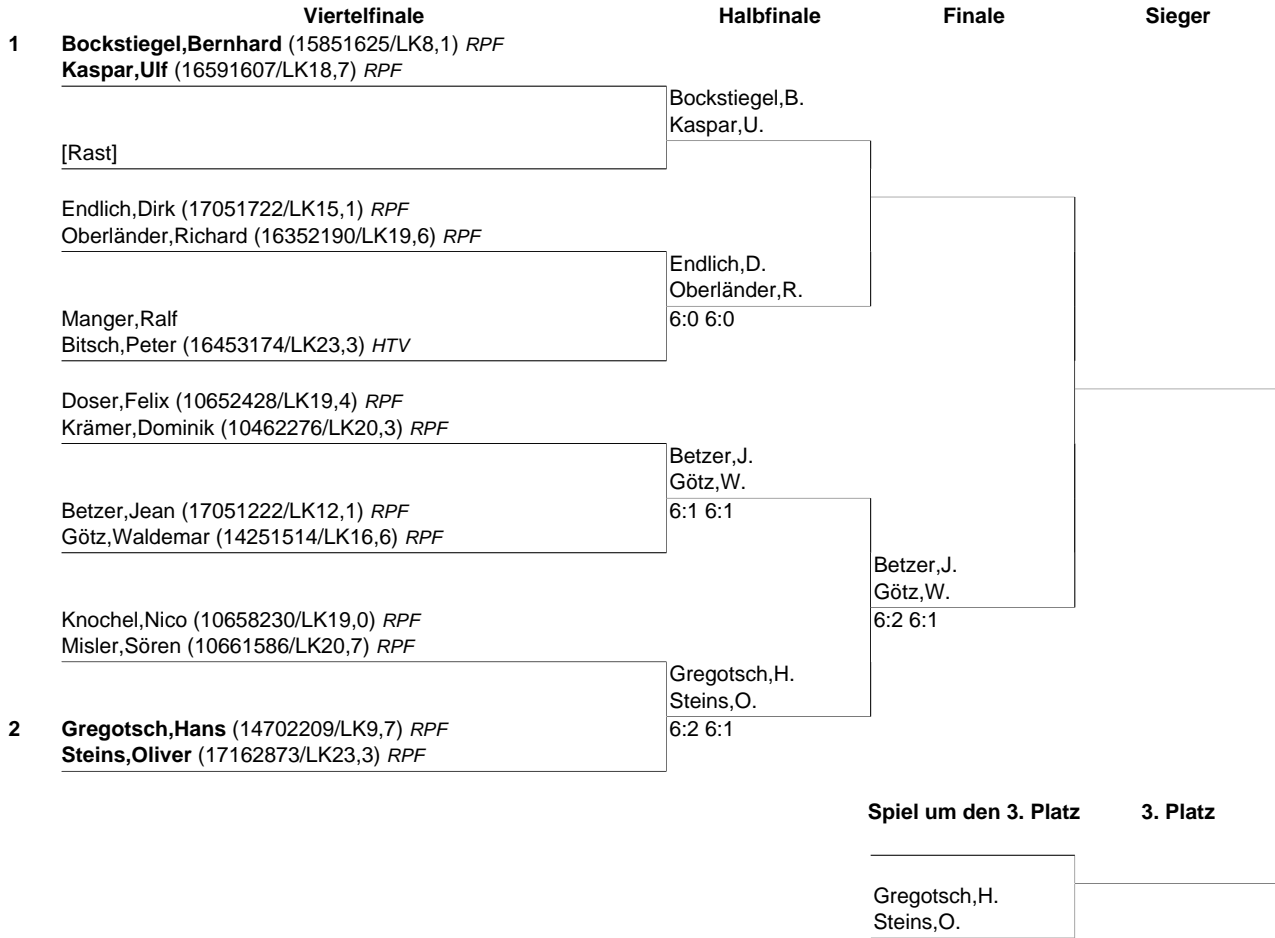 Viertelfinale Halbfinale Finale Sieger
1 Bockstiegel,Bernhard (15851625/LK8,1) RPF
Kaspar,Ulf (16591607/LK18,7) RPF
Bockstiegel,B.
Kaspar,U.
[Rast]
Endlich,Dirk (17051722/LK15,1) RPF
Oberländer,Richard (16352190/LK19,6) RPF
Endlich,D.
Oberländer,R.
Manger,Ralf 6:0 6:0
Bitsch,Peter (16453174/LK23,3) HTV
Doser,Felix (10652428/LK19,4) RPF
Krämer,Dominik (10462276/LK20,3) RPF
Betzer,J.
Götz,W.
Betzer,Jean (17051222/LK12,1) RPF 6:1 6:1
Götz,Waldemar (14251514/LK16,6) RPF
Betzer,J.
Götz,W.
Knochel,Nico (10658230/LK19,0) RPF 6:2 6:1
Misler,Sören (10661586/LK20,7) RPF
Gregotsch,H.
Steins,O.
2 Gregotsch,Hans (14702209/LK9,7) RPF 6:2 6:1
Steins,Oliver (17162873/LK23,3) RPF
Spiel um den 3. Platz 3. Platz
Gregotsch,H.
Steins,O.